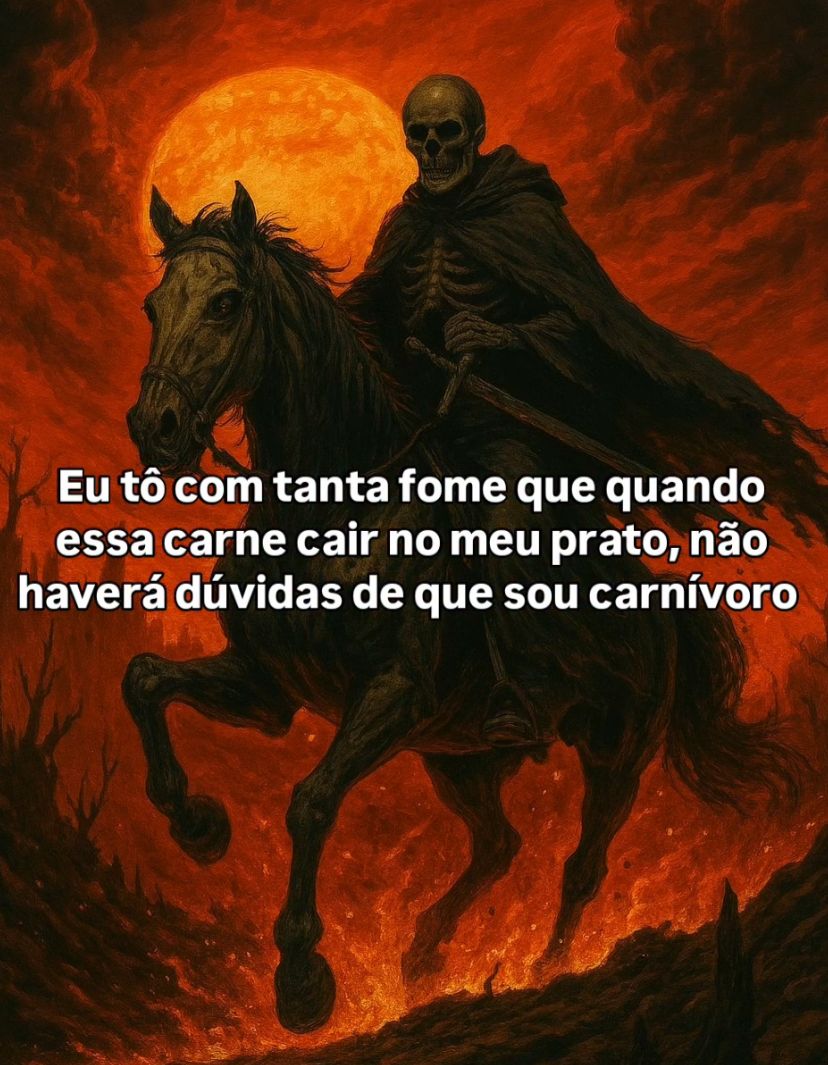 Eu tô com tanta fome que quando
essa carne cair no meu prato, não
haverá dúvidas de que sou carnívoro